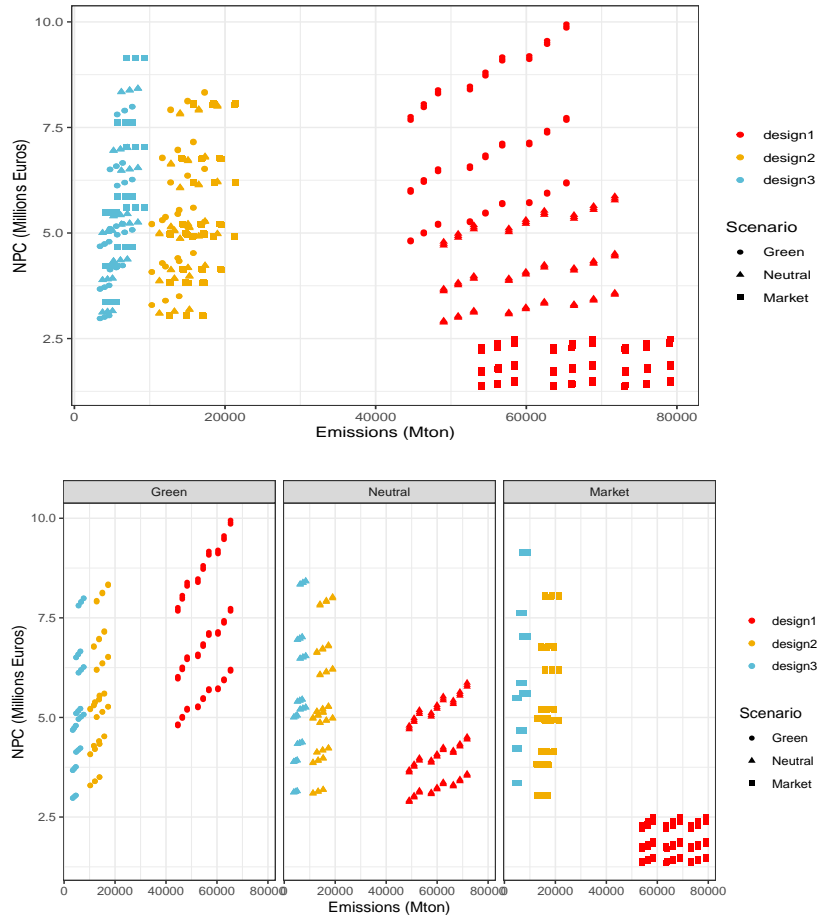 10.0
7.5
5.0
2.5
NPC (Millions Euros)
0
20000
40000
60000
80000
Emissions (Mton)
design1
design2
design3
Scenario
Green
Neutral
Market
Green
Neutral
Market
10.0
7.5
5.0
2.5
NPC (Millions Euros)
0 20000 40000 60000 80000
0 20000 40000 60000 80000
0 20000 40000 60000 80000
Emissions (Mton)
design1
design2
design3
Scenario
Green
Neutral
Market